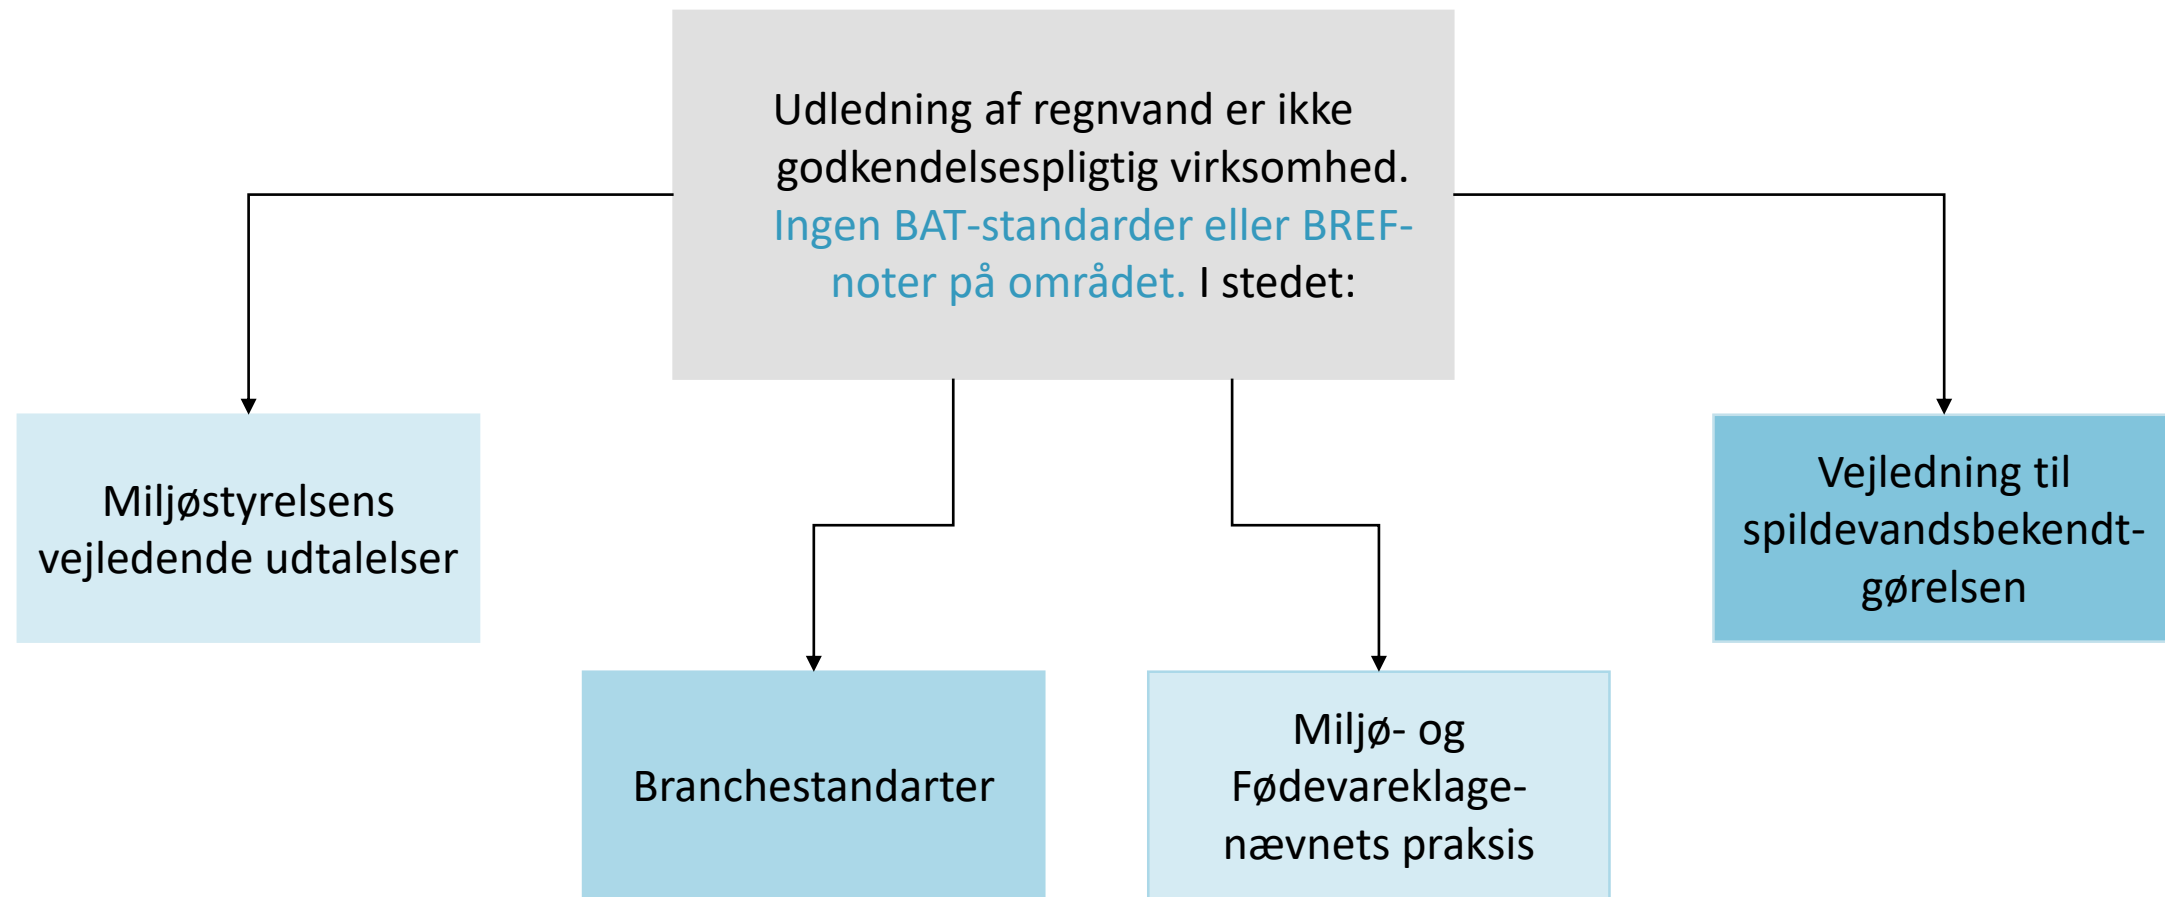 Udledning af regnvand er ikke
godkendelsespligtig virksomhed.
Ingen BAT-standarder eller BREF-
noter på området. I stedet:
Miljøstyrelsens
vejledende udtalelser
Branchestandarter
Miljø- og
Fødevareklage-
nævnets praksis
Vejledning til
spildevandsbekendt-
gørelsen